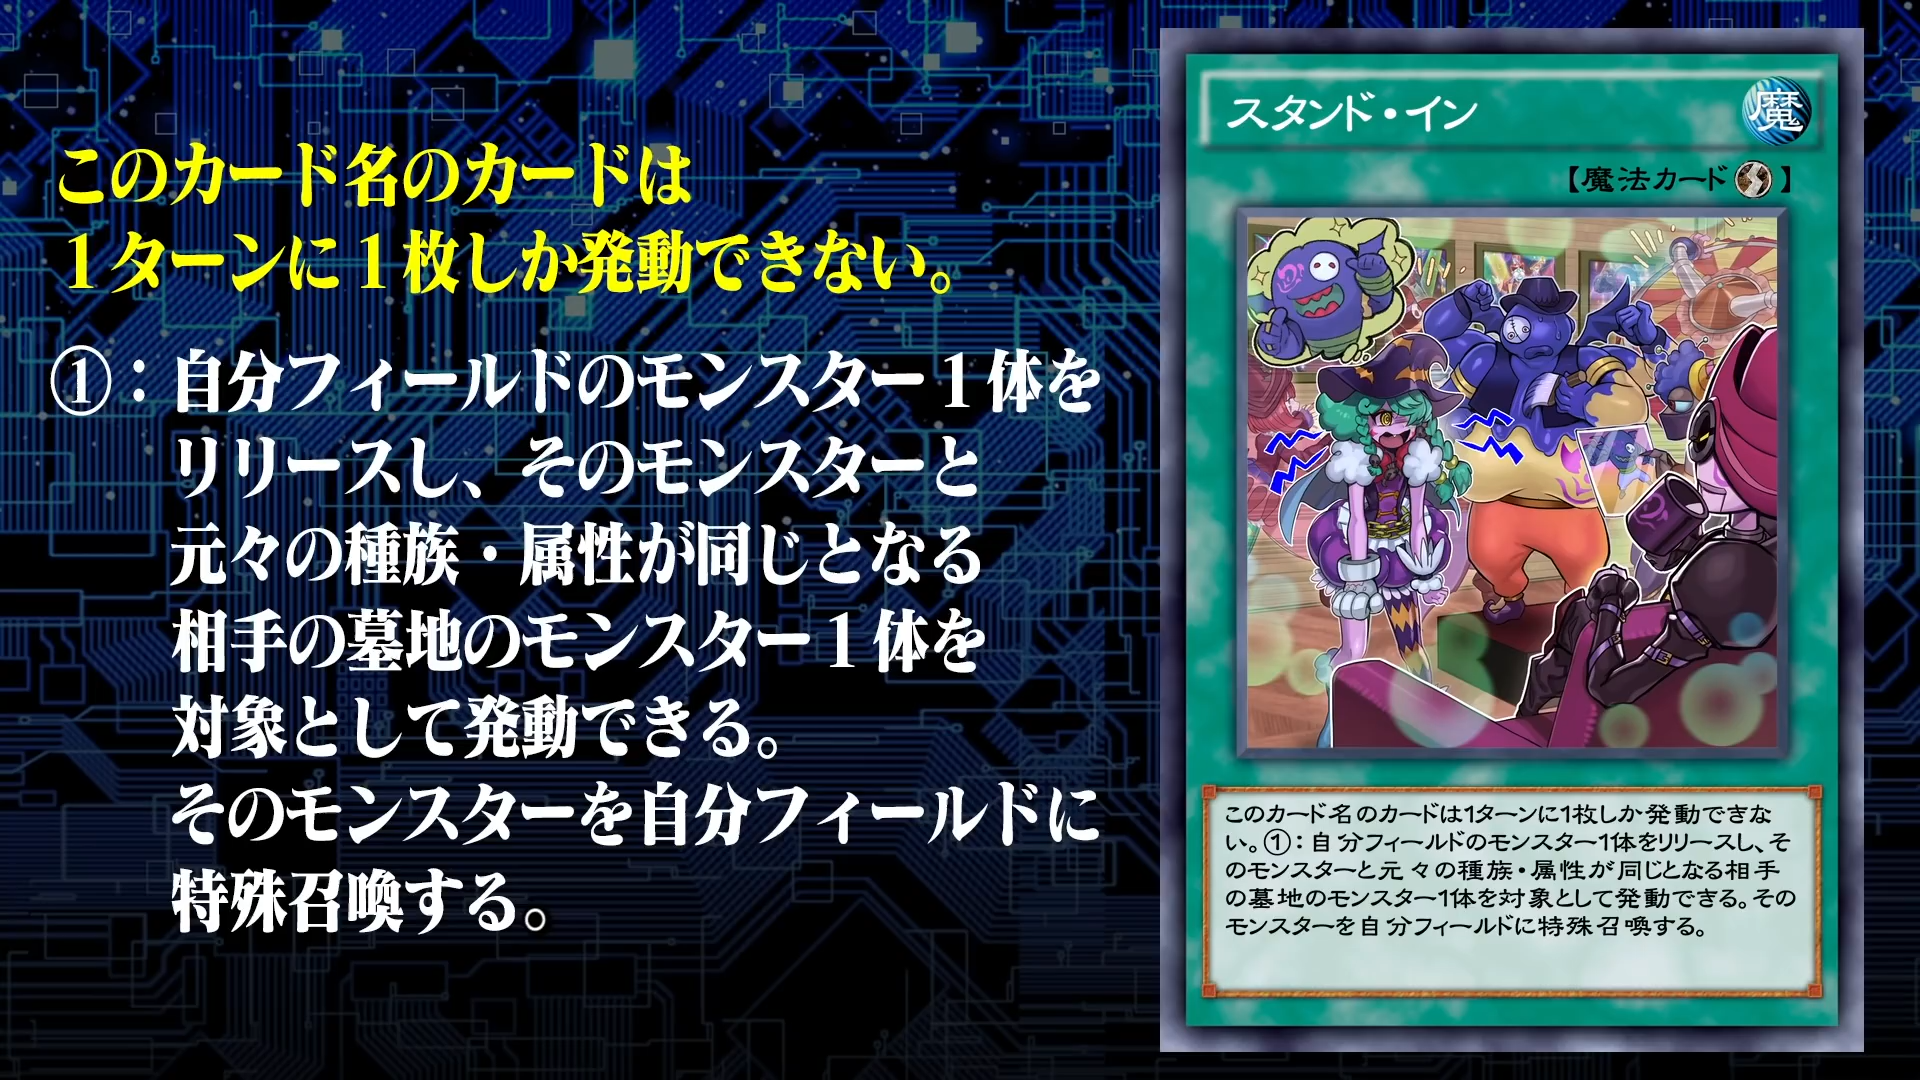 このカード名のカードは
１ターンに１枚しか発動できない。
①：自分フィールドのモンスター１体を
リリースし、そのモンスターと
元々の種族・属性が同じとなる
相手の墓地のモンスター１体を
対象として発動できる。
そのモンスターを自分フィールドに
特殊召喚する。
スタンド・イン
魔
【魔法カード】
このカード名のカードは1ターンに1枚しか発動できな
い。①：自分フィールドのモンスター1体をリリースし、そ
のモンスターと元々の種族・属性が同じとなる相手
の墓地のモンスター1体を対象として発動できる。その
モンスターを自分フィールドに特殊召喚する。